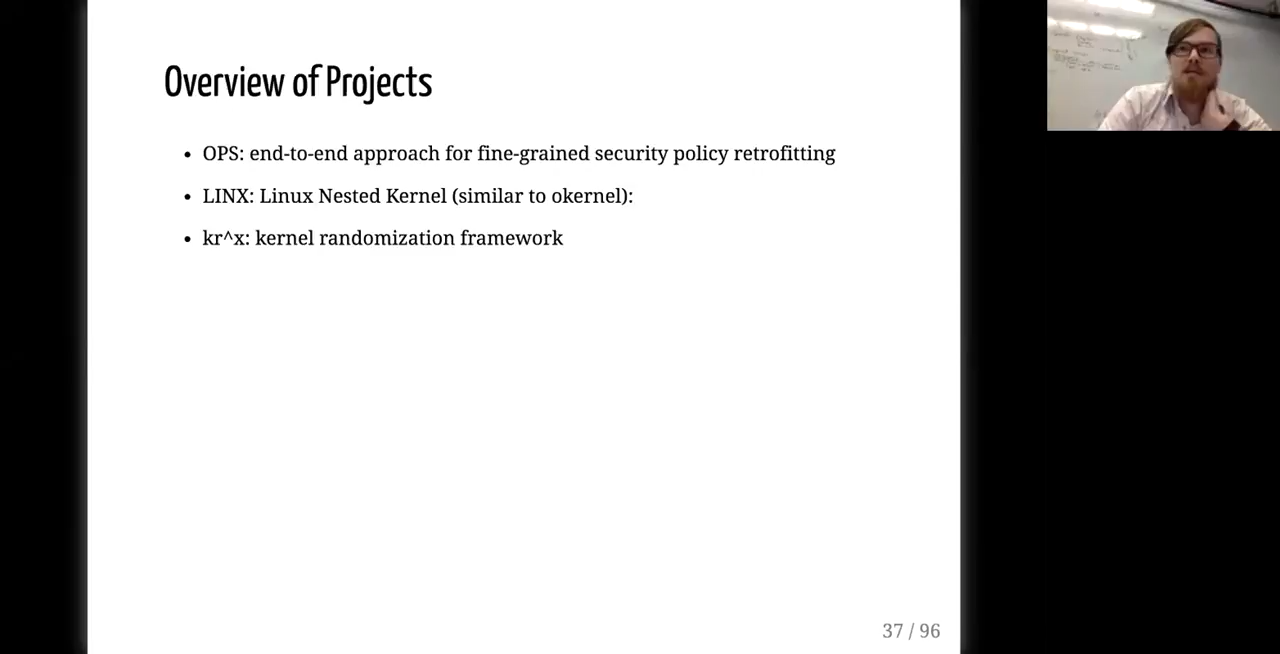 Overview of Projects
• OPS: end-to-end approach for fine-grained security policy retrofitting
• LINX: Linux Nested Kernel (similar to okernel):
• kr^x: kernel randomization framework
37 / 96